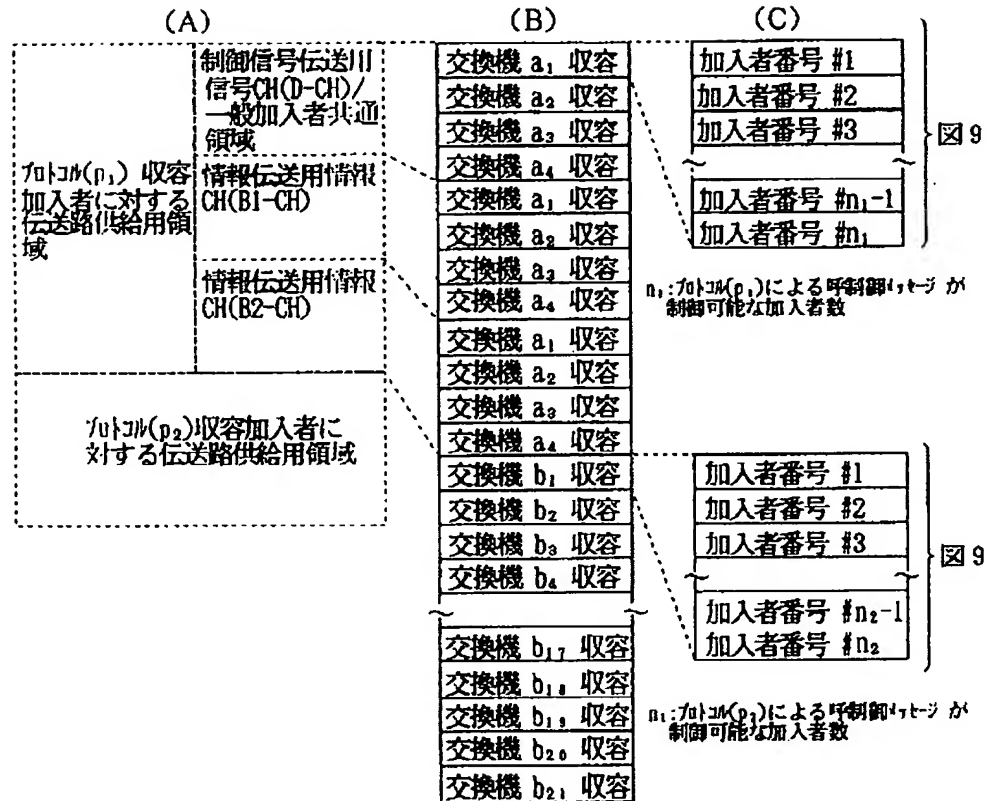 (A)
制御信号伝送用
信号CH(D-CH)/
一般加入者共通
領域
プロトコル(p₁) 収容
加入者に対する
伝送路供給用領
域
情報伝送用情報
CH(B1-CH)
情報伝送用情報
CH(B2-CH)
プロトコル(p₂)収容加入者に
対する伝送路供給用領域
(B)
交換機 a₁ 収容
交換機 a₂ 収容
交換機 a₃ 収容
交換機 a₄ 収容
交換機 a₁ 収容
交換機 a₂ 収容
交換機 a₃ 収容
交換機 a₄ 収容
交換機 a₁ 収容
交換機 a₂ 収容
交換機 a₃ 収容
交換機 a₄ 収容
交換機 b₁ 収容
交換機 b₂ 収容
交換機 b₃ 収容
交換機 b₄ 収容
交換機 b₁₇ 収容
交換機 b₁₈ 収容
交換機 b₁₉ 収容
交換機 b₂₀ 収容
交換機 b₂₁ 収容
(C)
加入者番号 #1
加入者番号 #2
加入者番号 #3
加入者番号 #n₁-1
加入者番号 #n₁
図9
n₁:プロトコル(p₁)による呼制御メッセージ が
制御可能な加入者数
加入者番号 #1
加入者番号 #2
加入者番号 #3
加入者番号 #n₂-1
加入者番号 #n₂
図9
n₁:プロトコル(p₂)による呼制御メッセージ が
制御可能な加入者数